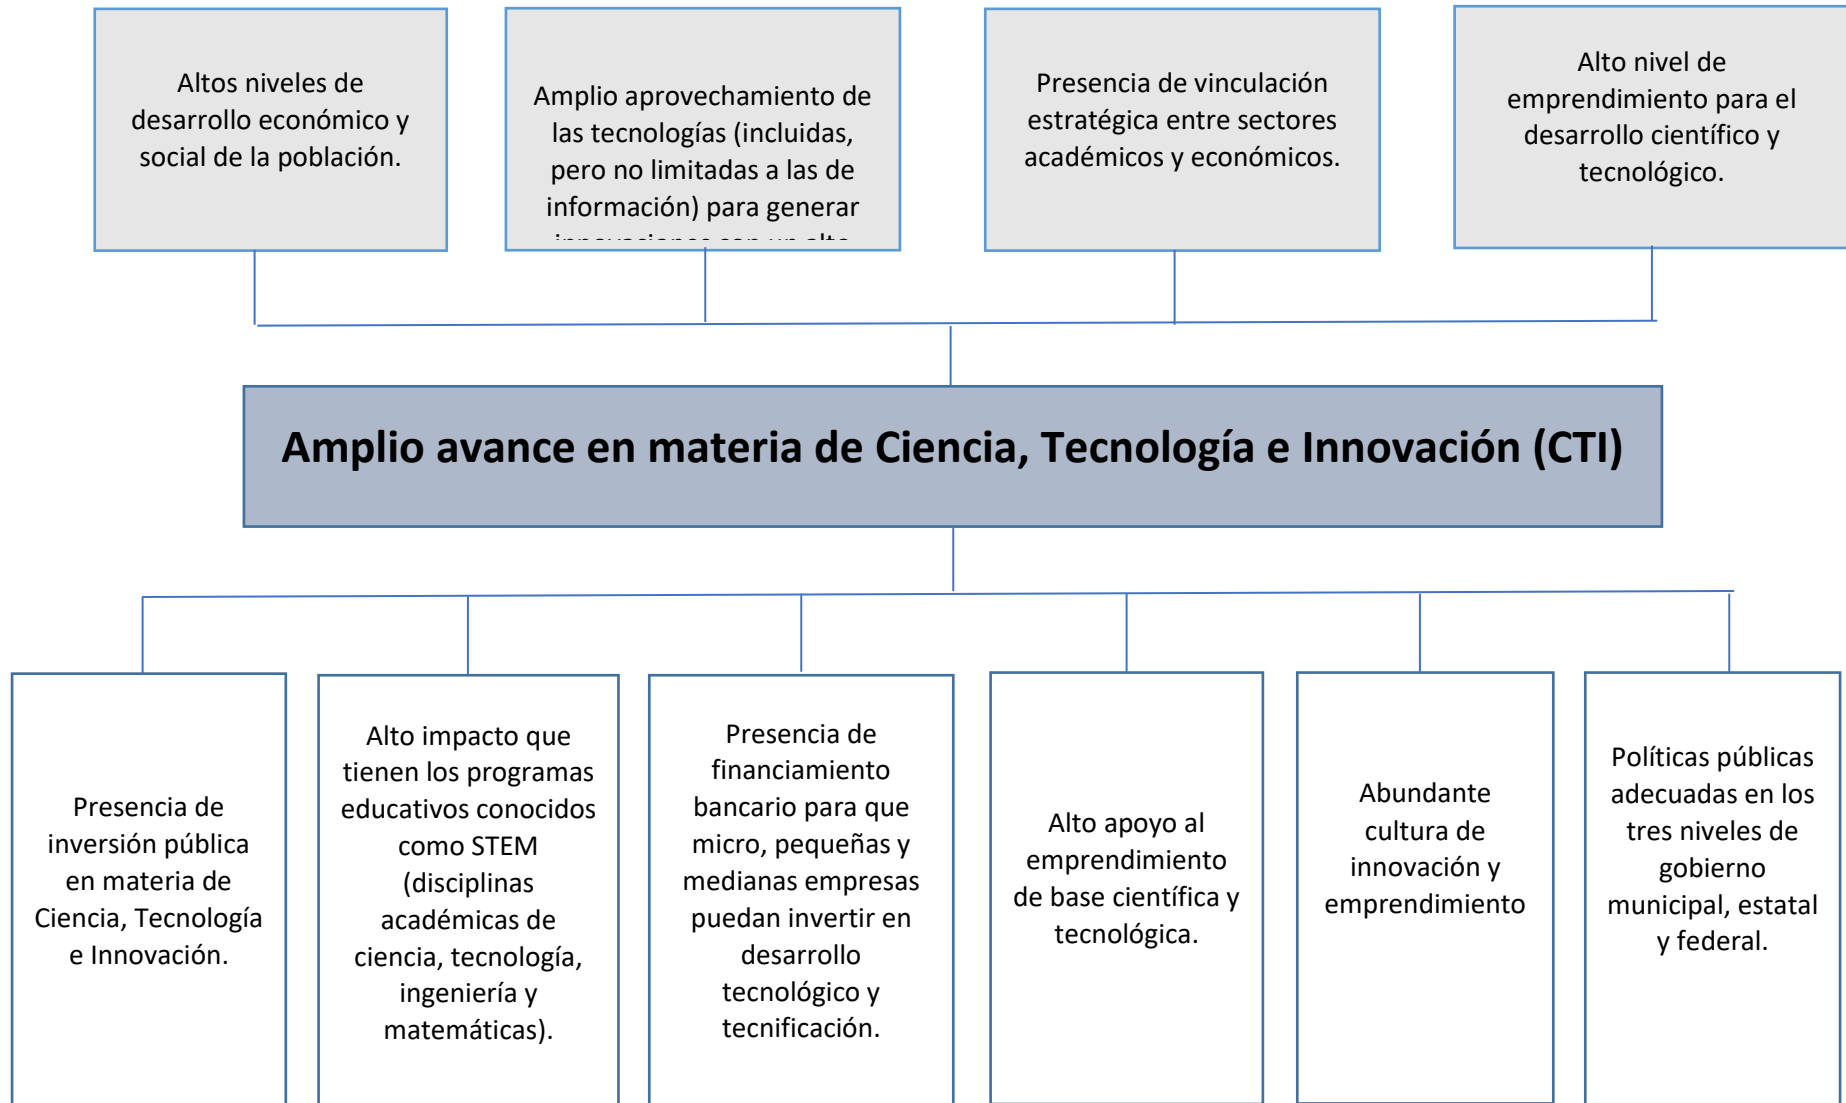 Altos niveles de
desarrollo económico y
social de la población.
Amplio aprovechamiento de
las tecnologías (incluidas,
pero no limitadas a las de
información) para generar
Presencia de vinculación
estratégica entre sectores
académicos y económicos.
Alto nivel de
emprendimiento para el
desarrollo científico y
tecnológico.
Amplio avance en materia de Ciencia, Tecnología e Innovación (CTI)
Presencia de
inversión pública
en materia de
Ciencia, Tecnología
e Innovación.
Alto impacto que
tienen los programas
educativos conocidos
como STEM
(disciplinas
académicas de
ciencia, tecnología,
ingeniería y
matemáticas).
Presencia de
financiamiento
bancario para que
micro, pequeñas y
medianas empresas
puedan invertir en
desarrollo
tecnológico y
tecnificación.
Alto apoyo al
emprendimiento
de base científica y
tecnológica.
Abundante
cultura de
innovación y
emprendimiento
Políticas públicas
adecuadas en los
tres niveles de
gobierno
municipal, estatal
y federal.